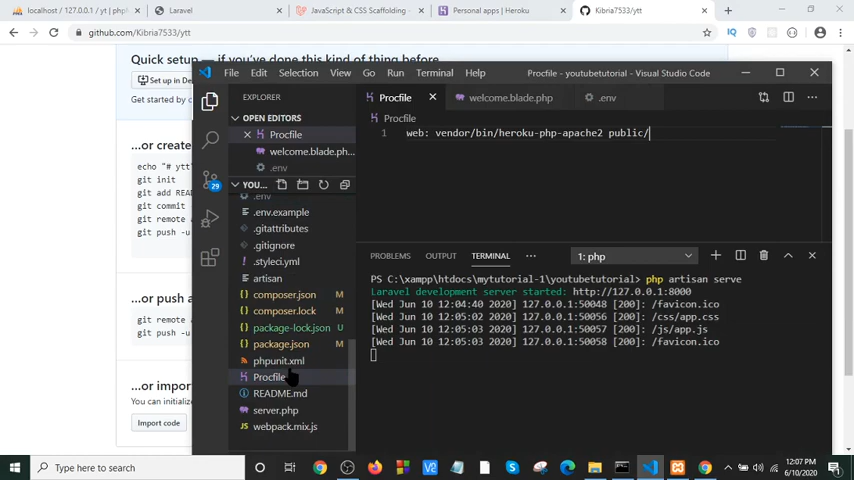 localhost / 127.0.0.1 / yt | php
Laravel
JavaScript & CSS Scaffolding -
Personal apps | Heroku
Kibria7533/ytt
github.com/Kibria7533/ytt
Quick setup — if you've done this kind of thing before
Set up in De
Get started by c
...or create
echo "# ytt
git init
git add READ
git commit -
git remote a
git push -u
...or push a
git remote a
git push -u
...or impor
You can initializ
Import code
File Edit Selection View Go Run Terminal Help
Procfile - youtubetutorial - Visual Studio Code
EXPLORER
OPEN EDITORS
Procfile
welcome.blade.ph...
.env
29
YOU...
.env
.env.example
.gitattributes
.gitignore
.styleci.yml
artisan
composer.json M
composer.lock M
package-lock.json U
package.json M
phpunit.xml
Procfile
README.md
server.php
webpack.mix.js
Procfile
welcome.blade.php
.env
Procfile
1 web: vendor/bin/heroku-php-apache2 public/
PROBLEMS OUTPUT TERMINAL
1: php
PS C:\xampp\htdocs\mytutorial-1\youtubetutorial> php artisan serve
Laravel development server started: http://127.0.0.1:8000
[Wed Jun 10 12:04:40 2020] 127.0.0.1:50048 [200]: /favicon.ico
[Wed Jun 10 12:05:02 2020] 127.0.0.1:50056 [200]: /css/app.css
[Wed Jun 10 12:05:03 2020] 127.0.0.1:50057 [200]: /js/app.js
[Wed Jun 10 12:05:03 2020] 127.0.0.1:50058 [200]: /favicon.ico
Type here to search
12:07 PM
6/10/2020